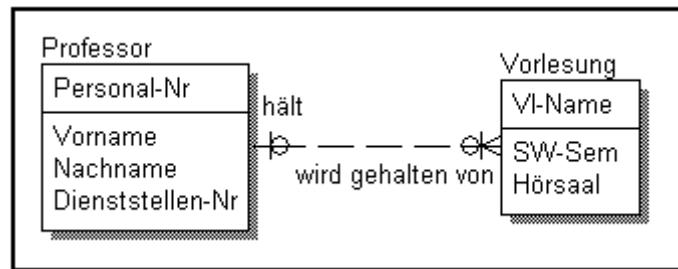 Professor
Personal-Nr
Vorname
Nachname
Dienststellen-Nr
hält
wird gehalten von
Vorlesung
Vl-Name
SW-Sem
Hörsaal